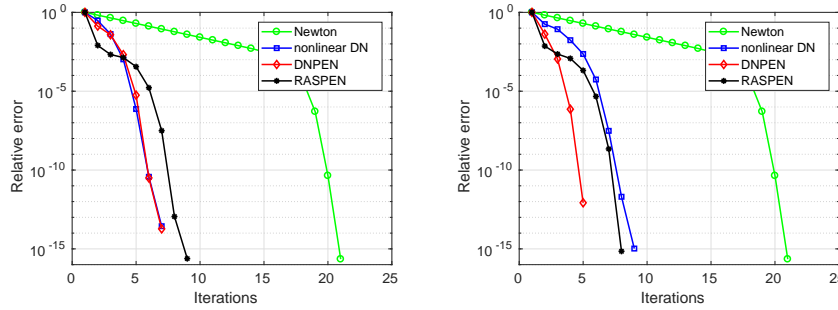 10^0
10^-5
10^-10
10^-15
Relative error
0
5
10
15
20
25
Iterations
Newton
nonlinear DN
DNPEN
RASPEN
10^0
10^-5
10^-10
10^-15
Relative error
0
5
10
15
20
25
Iterations
Newton
nonlinear DN
DNPEN
RASPEN